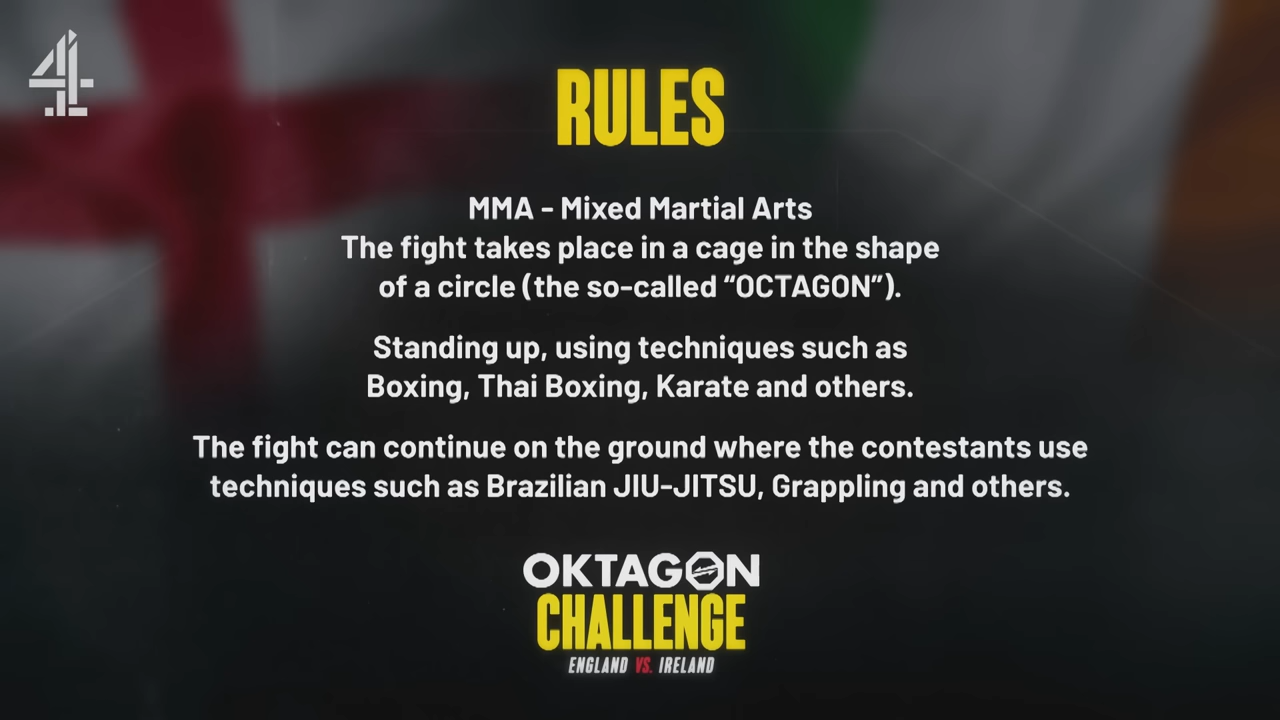 4
RULES
MMA - Mixed Martial Arts
The fight takes place in a cage in the shape
of a circle (the so-called “OCTAGON”).
Standing up, using techniques such as
Boxing, Thai Boxing, Karate and others.
The fight can continue on the ground where the contestants use
techniques such as Brazilian JIU-JITSU, Grappling and others.
OKTAGON
CHALLENGE
ENGLAND VS. IRELAND